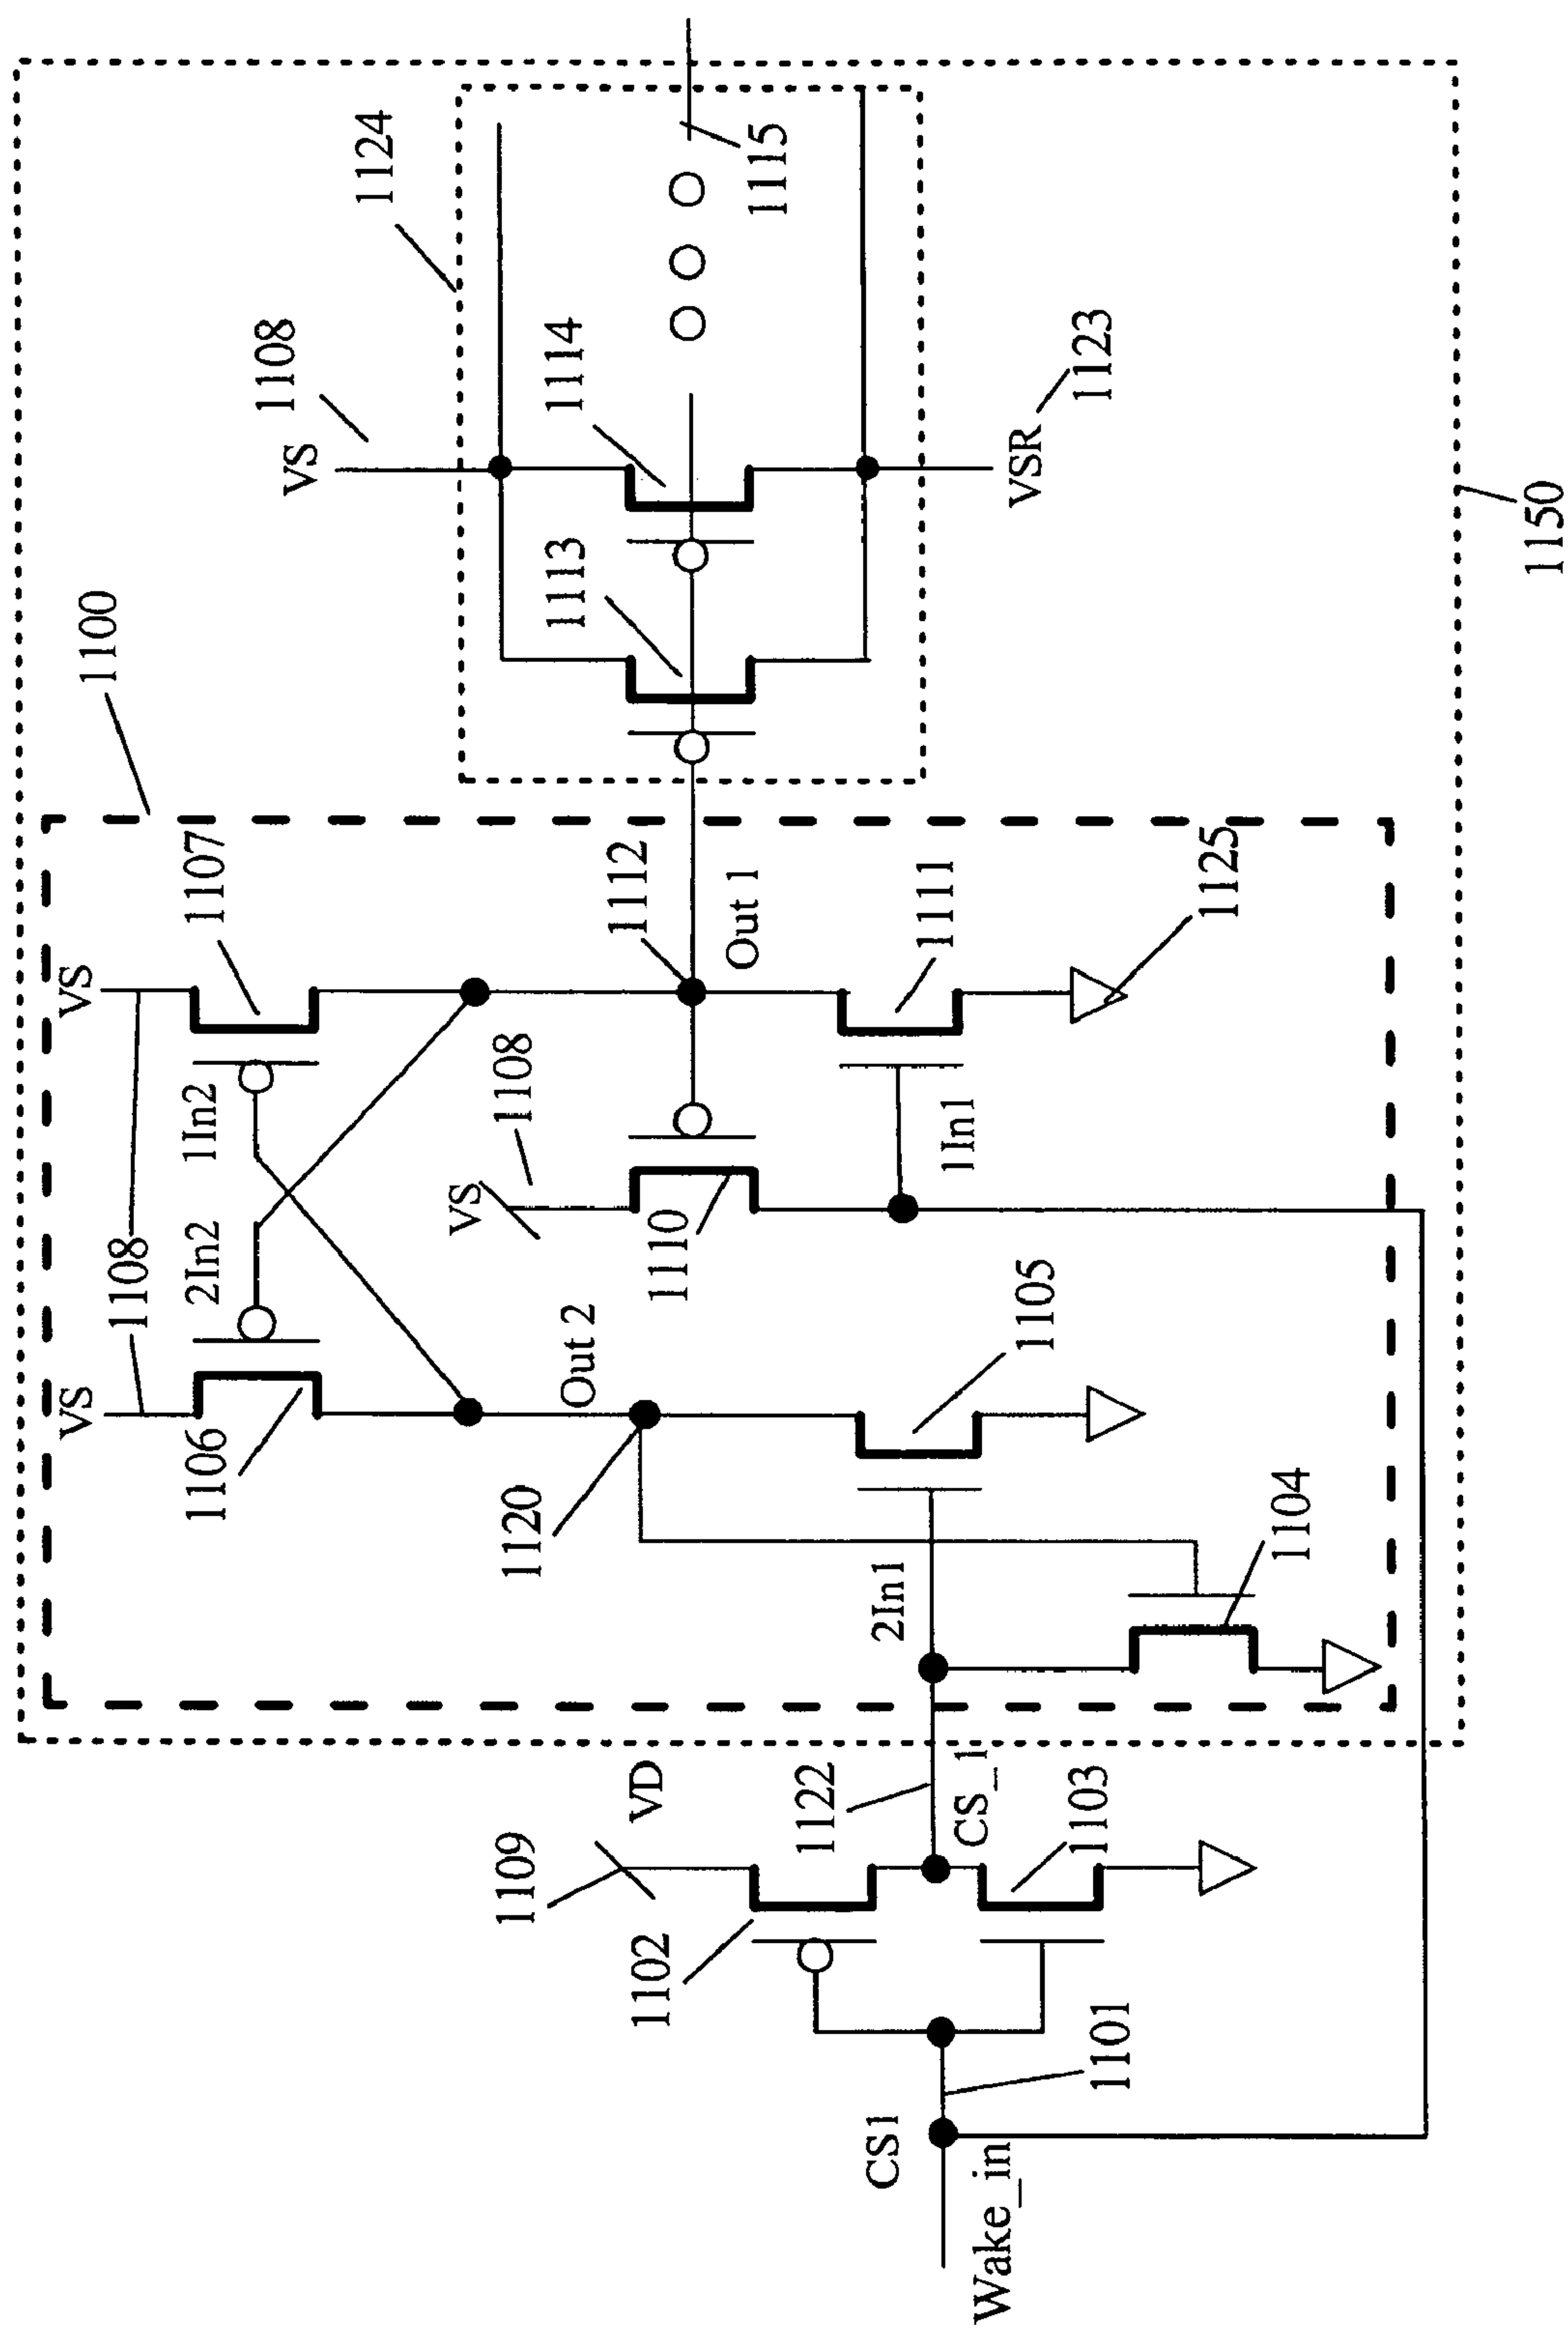 1100
1124
1108
VS
VS
VS
1108
1106
2In2
1In2
1107
1114
1113
1115
VS
1108
1109
VD
1120
Out 2
1110
1112
Out 1
1102
1122
2In1
1105
1In1
1111
VSR
1123
CS1
CS_1
1103
1104
1125
Wake_in
1101
1150